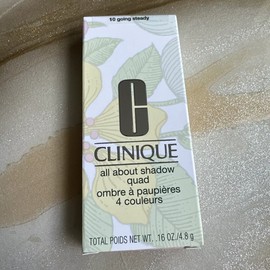 10 going steady
C
CLINIQUE
all about shadow
quad
ombre à paupières
4 couleurs
TOTAL POIDS NET WT. .16 OZ./4.8 g